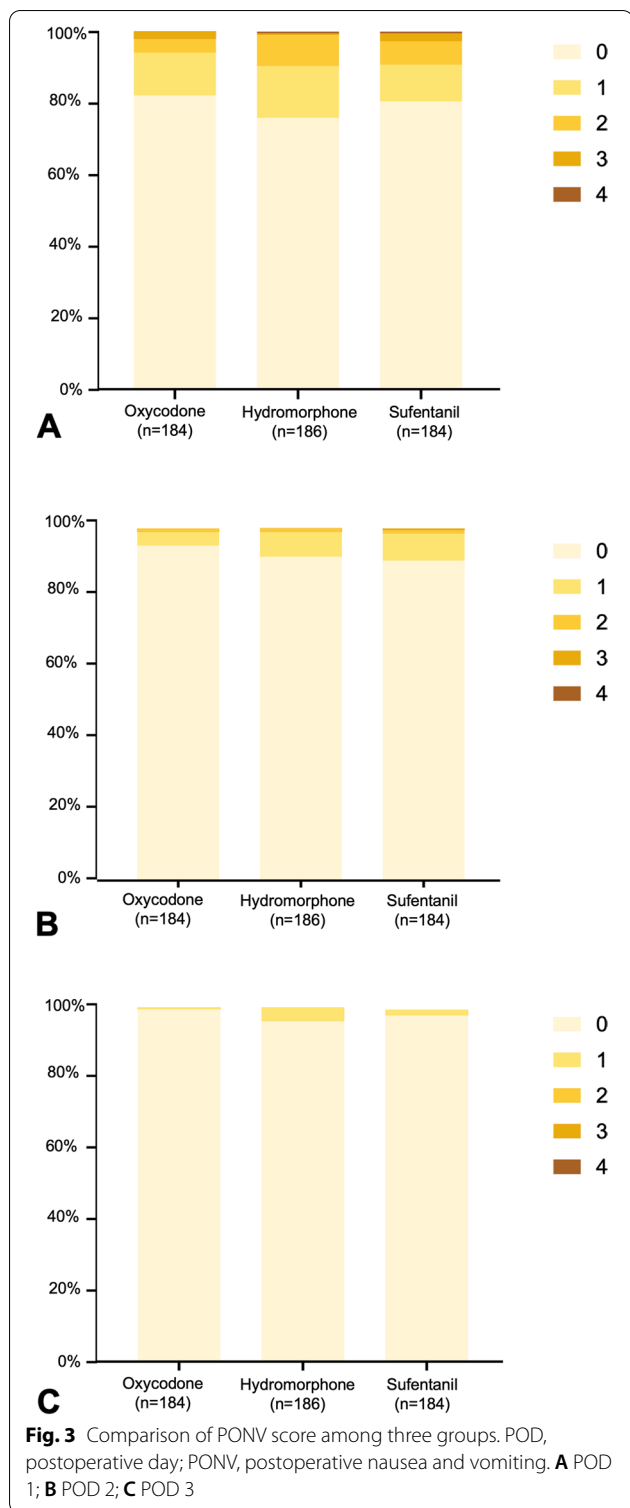 100%
80%
60%
40%
20%
0%
0
1
2
3
4
Oxycodone Hydromorphone Sufentanil
(n=184) (n=186) (n=184)
A
100%
80%
60%
40%
20%
0%
0
1
2
3
4
Oxycodone Hydromorphone Sufentanil
(n=184) (n=186) (n=184)
B
100%
80%
60%
40%
20%
0%
0
1
2
3
4
Oxycodone Hydromorphone Sufentanil
(n=184) (n=186) (n=184)
C
Fig. 3 Comparison of PONV score among three groups. POD,
postoperative day; PONV, postoperative nausea and vomiting. A POD
1; B POD 2; C POD 3